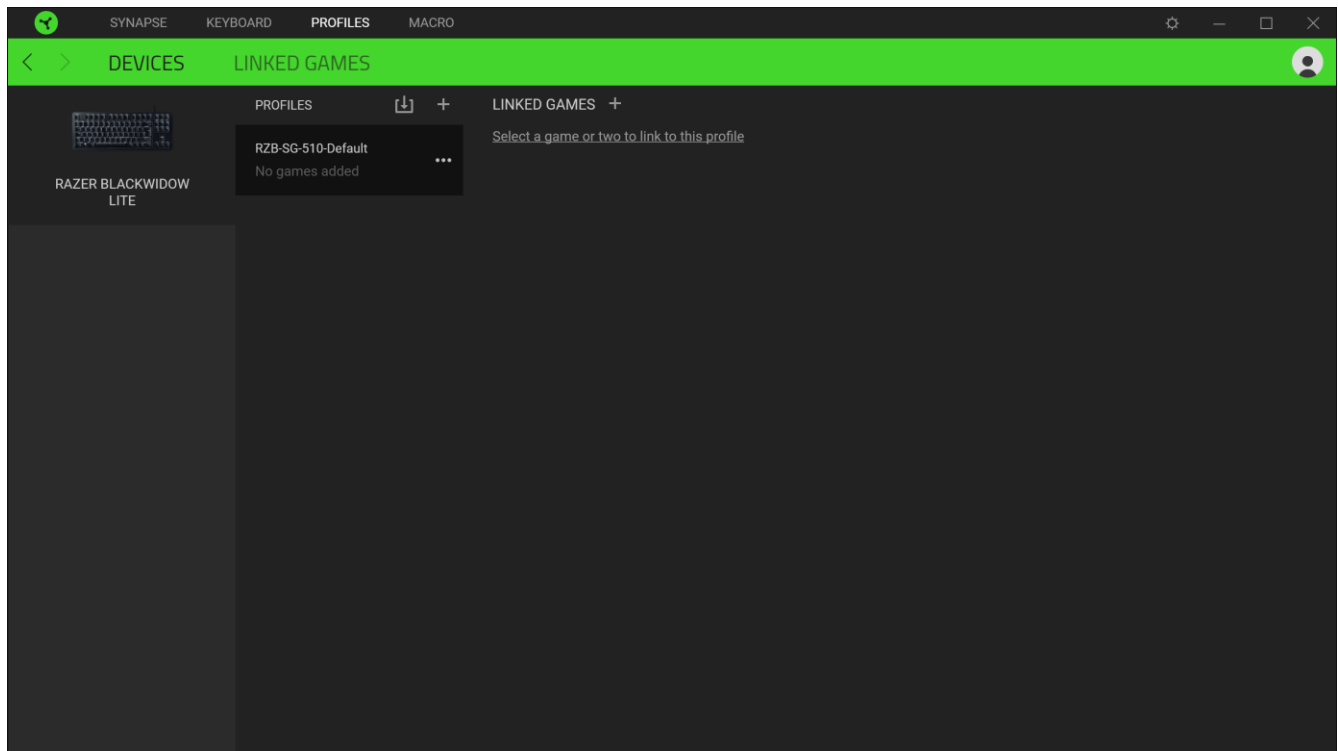 SYNAPSE KEYBOARD PROFILES MACRO
DEVICES LINKED GAMES
RAZER BLACKWIDOW
LITE
PROFILES
RZB-SG-510-Default
No games added
LINKED GAMES
Select a game or two to link to this profile